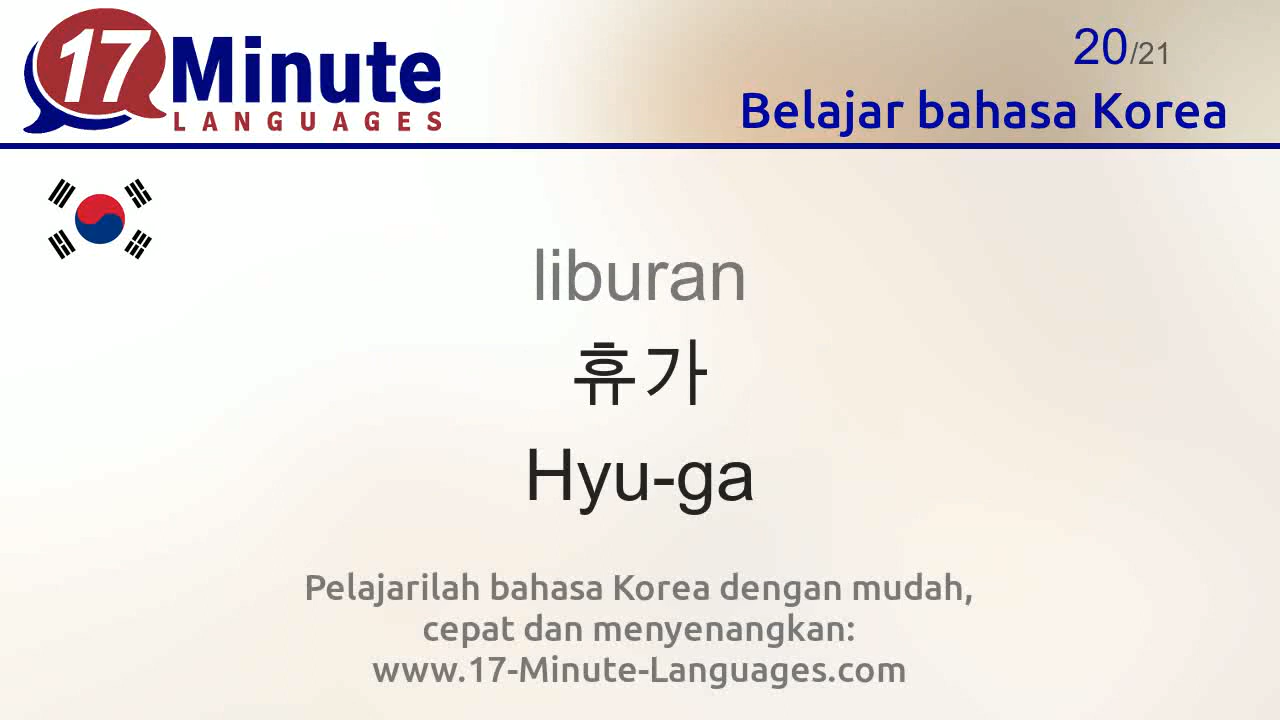 17 Minute
LANGUAGES
20/21
Belajar bahasa Korea
liburan
휴가
Hyu-ga
Pelajarilah bahasa Korea dengan mudah,
cepat dan menyenangkan:
www.17-Minute-Languages.com